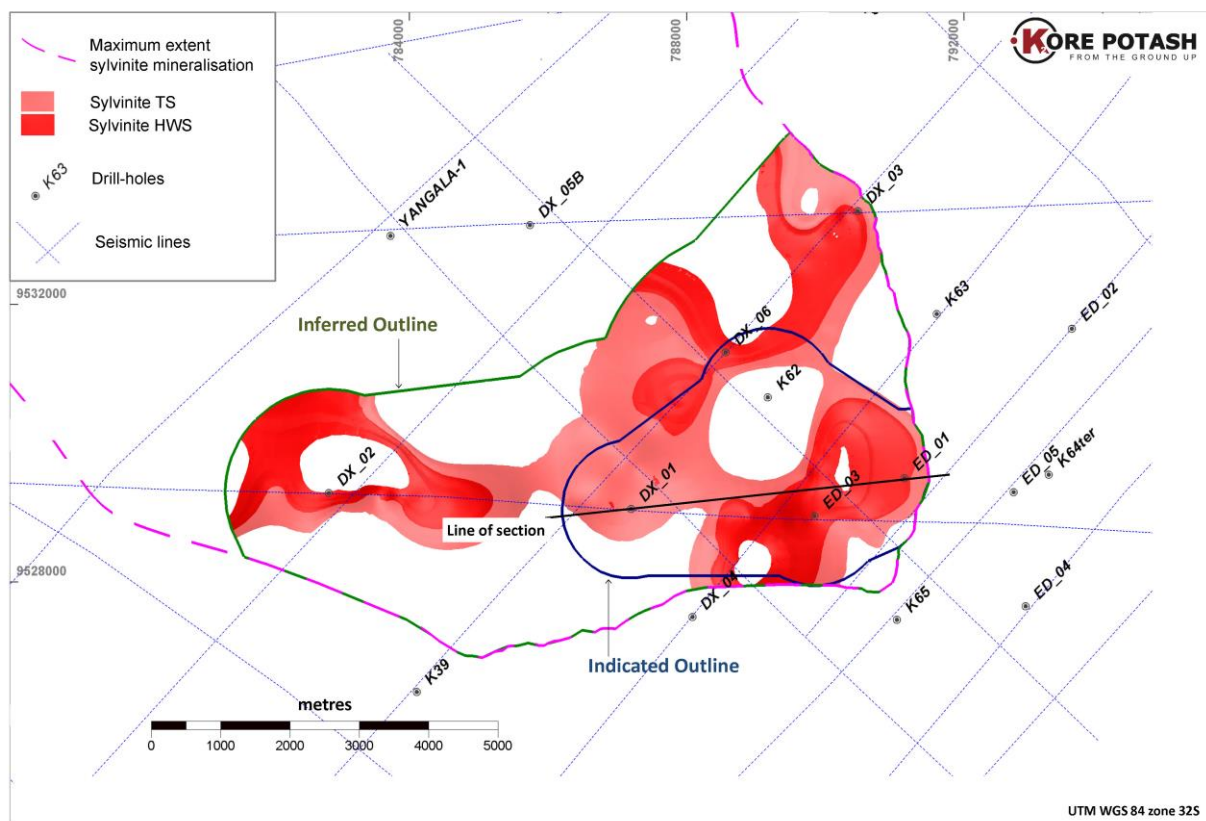 Maximum extent
sylvinite mineralisation
Sylvinite TS
Sylvinite HWS
K63
Drill-holes
Seismic lines
784000
788000
792000
KORE POTASH
FROM THE GROUND UP
YANGALA-1
DX_05B
DX_03
9532000
K63
ED_02
Inferred Outline
DX_06
K62
DX_02
DX_01
ED_03
ED_01
ED_05
K64ter
Line of section
9528000
DX_04
K65
ED_04
Indicated Outline
K39
metres
0 1000 2000 3000 4000 5000
UTM WGS 84 zone 32S